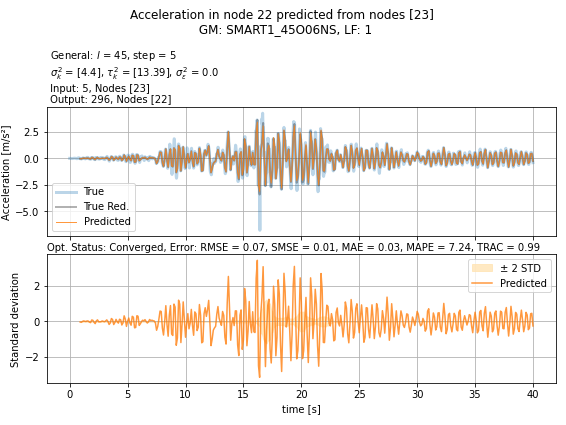 Acceleration in node 22 predicted from nodes [23]
GM: SMART1_45O06NS, LF: 1
General: l = 45, step = 5
σ²ₖ = [4.4], τ²ₖ = [13.39], σ²ε = 0.0
Input: 5, Nodes [23]
Output: 296, Nodes [22]
Acceleration [m/s²]
2.5
0.0
−2.5
−5.0
True
True Red.
Predicted
Opt. Status: Converged, Error: RMSE = 0.07, SMSE = 0.01, MAE = 0.03, MAPE = 7.24, TRAC = 0.99
Standard deviation
2
0
−2
± 2 STD
Predicted
0 5 10 15 20 25 30 35 40
time [s]